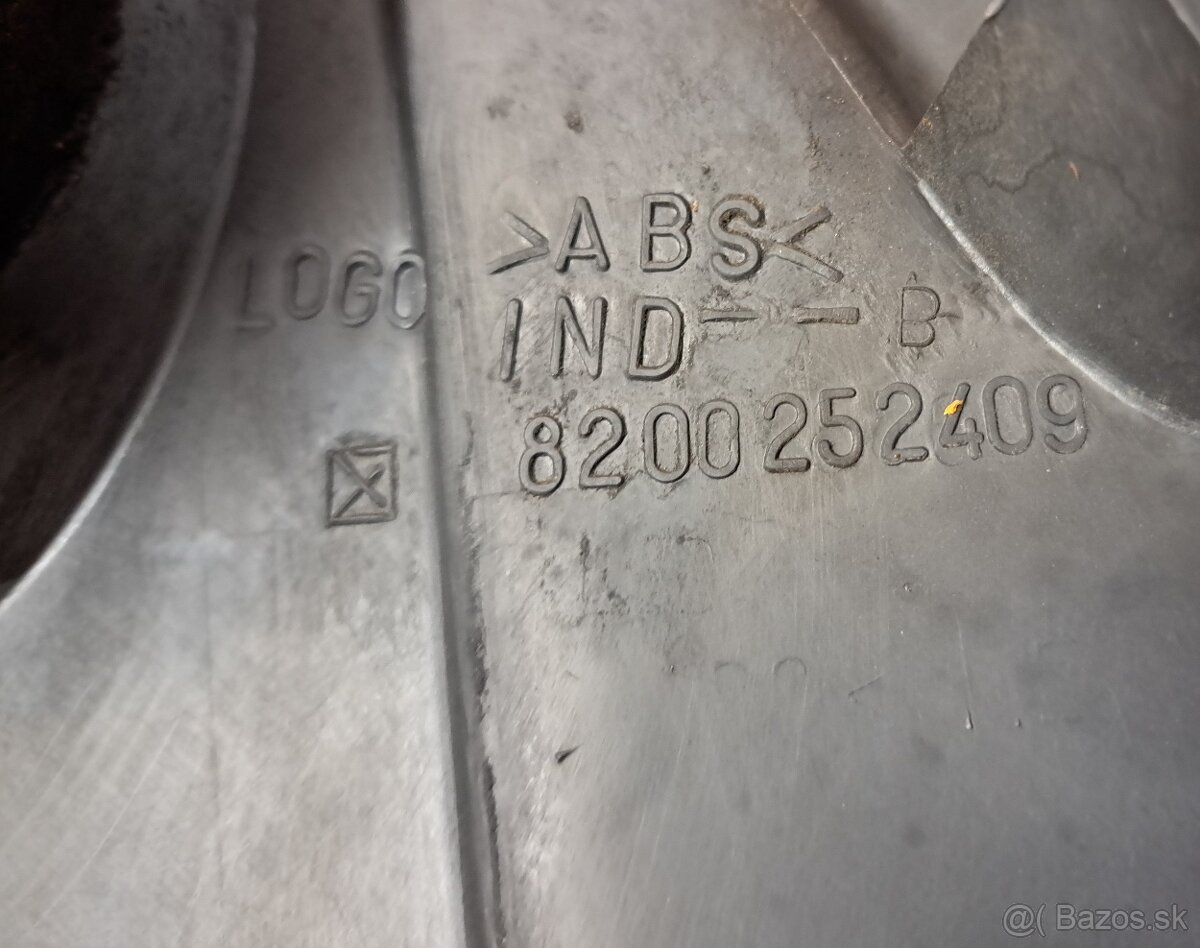 >ABS<
LOGO
IND-- B
8200252409
X
@( Bazos.sk